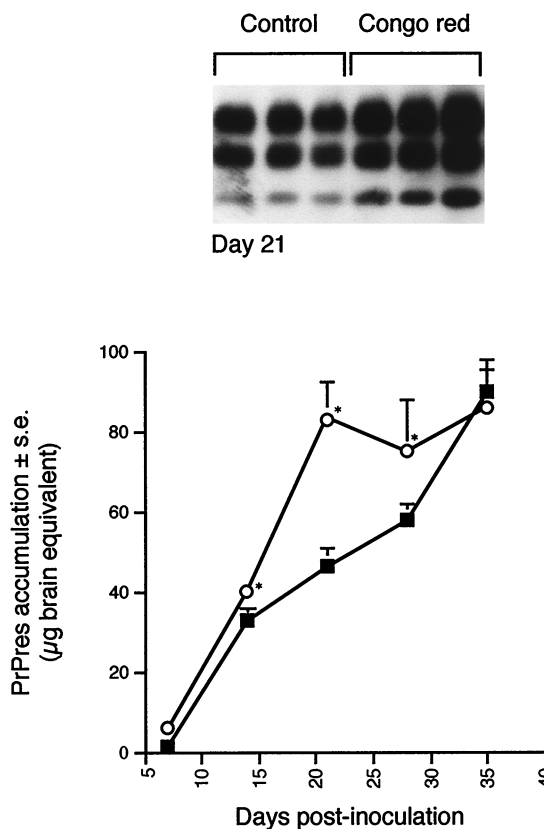 Control Congo red
Day 21
100
80
60
40
20
0
PrPres accumulation ± s.e.
(µg brain equivalent)
* * *
5 10 15 20 25 30 35 40
Days post-inoculation